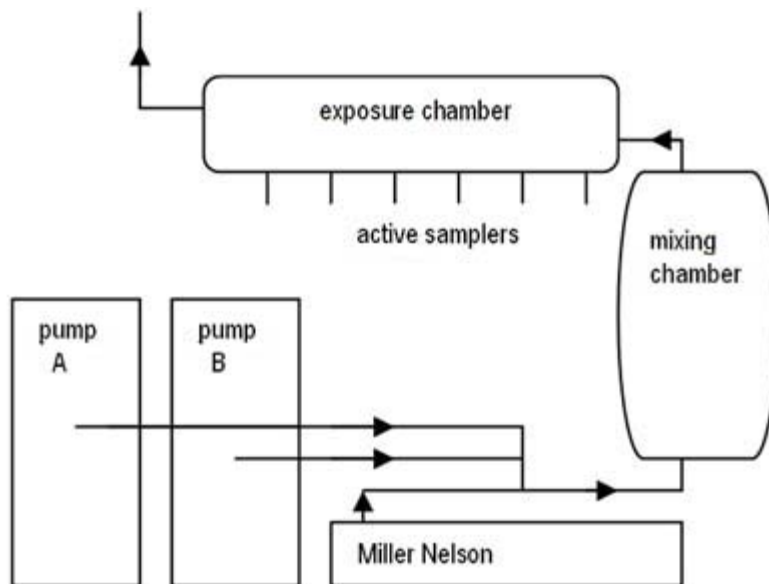 exposure chamber
active samplers
mixing
chamber
pump
A
pump
B
Miller Nelson